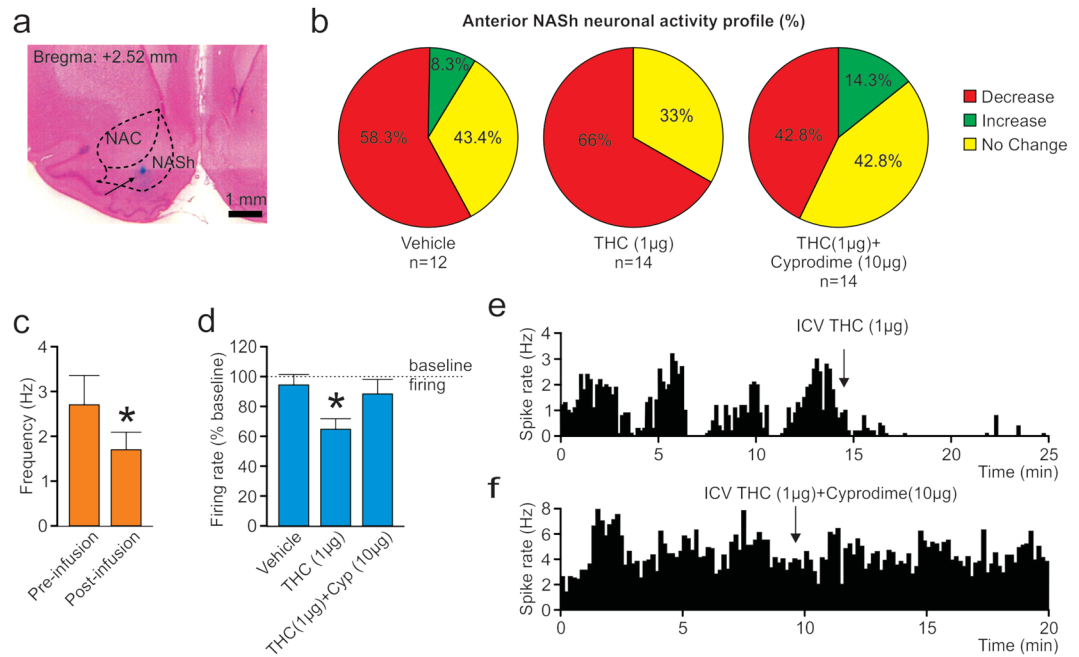 a
Bregma: +2.52 mm
NAC
NASh
1 mm
b
Anterior NASh neuronal activity profile (%)
8.3%
58.3%
43.4%
Vehicle
n=12
33%
66%
THC (1µg)
n=14
14.3%
42.8%
42.8%
THC(1µg)+
Cyprodime (10µg)
n=14
Decrease
Increase
No Change
c
Frequency (Hz)
4
3
2
1
0
*
Pre-infusion
Post-infusion
d
Firing rate (% baseline)
120
100
80
60
40
20
0
baseline
firing
*
Vehicle
THC (1µg)
THC(1µg)+Cyp (10µg)
e
ICV THC (1µg)
Spike rate (Hz)
4
3
2
1
0
0 5 10 15 20 25
Time (min)
f
ICV THC (1µg)+Cyprodime(10µg)
Spike rate (Hz)
8
6
4
2
0
0 5 10 15 20
Time (min)